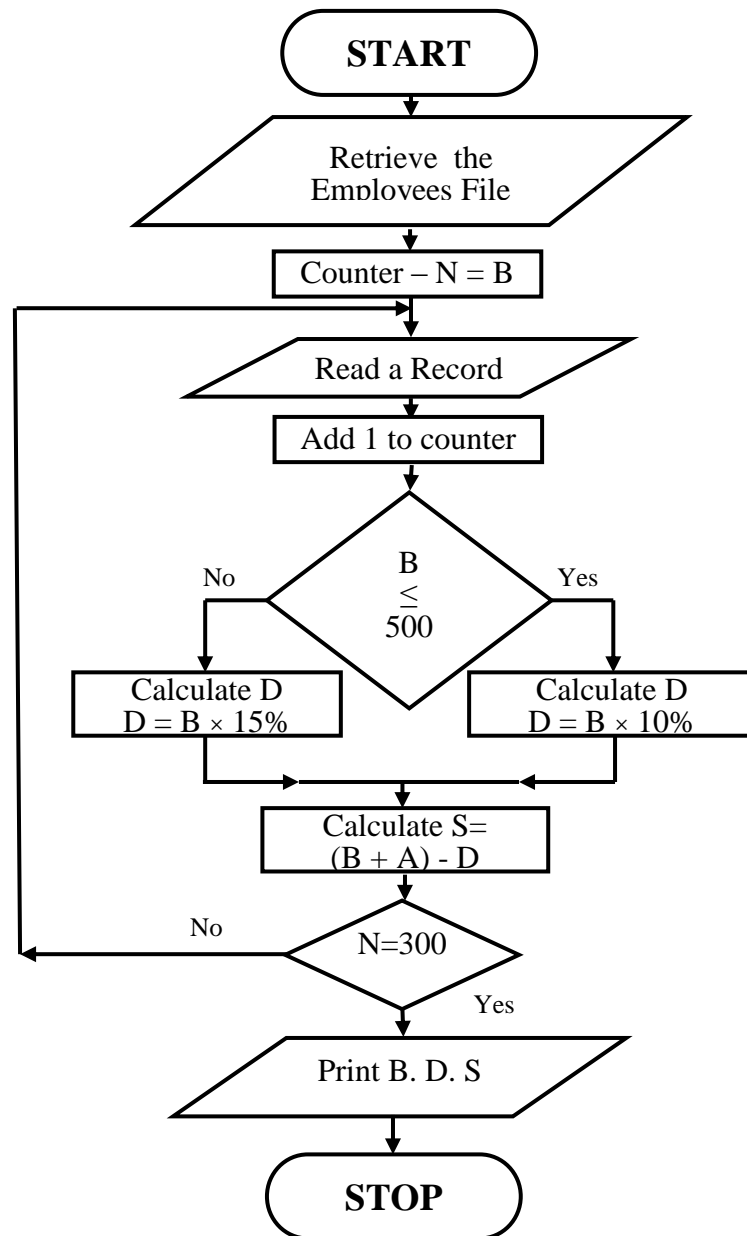 START
Retrieve the
Employees File
Counter – N = B
Read a Record
Add 1 to counter
B
≤
500
No
Yes
Calculate D
D = B × 15%
Calculate D
D = B × 10%
Calculate S=
(B + A) - D
N=300
No
Yes
Print B. D. S
STOP